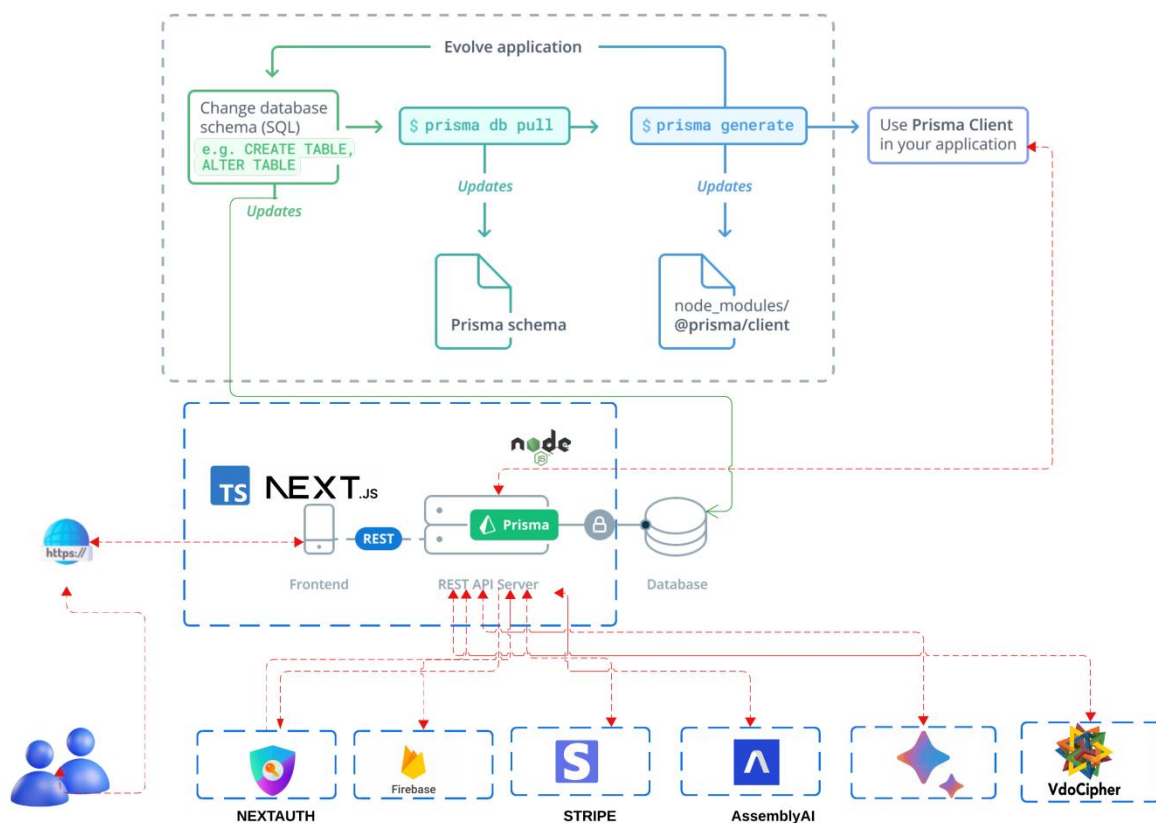 Evolve application
Change database
schema (SQL)
e.g. CREATE TABLE,
ALTER TABLE
$ prisma db pull
$ prisma generate
Use Prisma Client
in your application
Updates
Updates
Updates
Prisma schema
node_modules/
@prisma/client
node
JS
TS
NEXT.JS
Prisma
REST
https://
Frontend
REST API Server
Database
Firebase
S
VdoCipher
NEXTAUTH
STRIPE
AssemblyAI